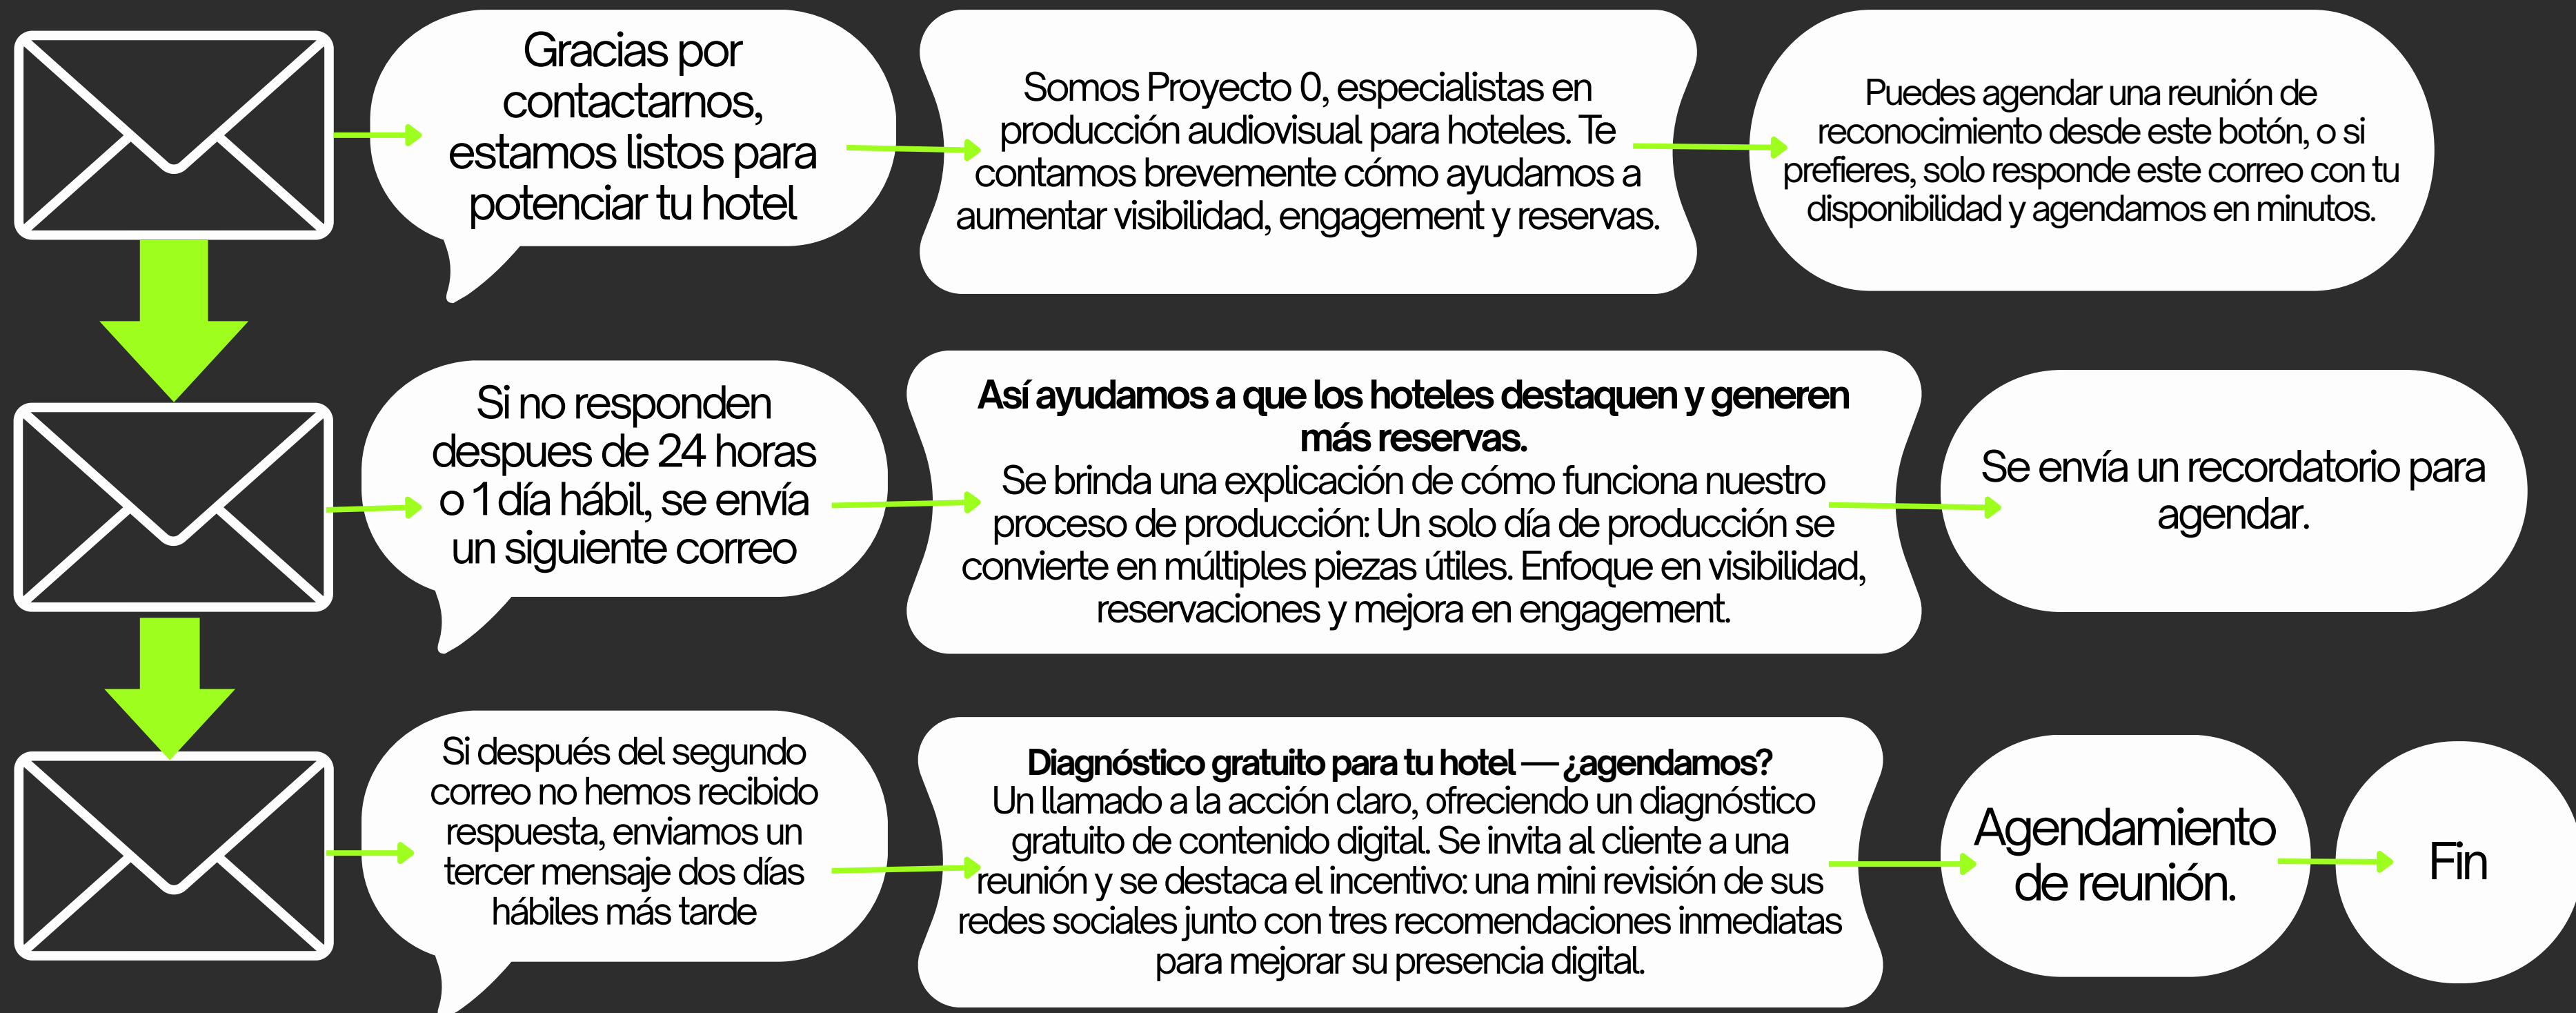 Gracias por
contactarnos,
estamos listos para
potenciar tu hotel
Somos Proyecto 0, especialistas en
producción audiovisual para hoteles. Te
contamos brevemente cómo ayudamos a
aumentar visibilidad, engagement y reservas.
Puedes agendar una reunión de
reconocimiento desde este botón, o si
prefieres, solo responde este correo con tu
disponibilidad y agendamos en minutos.
Si no responden
despues de 24 horas
o 1 día hábil, se envía
un siguiente correo
Así ayudamos a que los hoteles destaquen y generen
más reservas.
Se brinda una explicación de cómo funciona nuestro
proceso de producción: Un solo día de producción se
convierte en múltiples piezas útiles. Enfoque en visibilidad,
reservaciones y mejora en engagement.
Se envía un recordatorio para
agendar.
Si después del segundo
correo no hemos recibido
respuesta, enviamos un
tercer mensaje dos días
hábiles más tarde
Diagnóstico gratuito para tu hotel — ¿agendamos?
Un llamado a la acción claro, ofreciendo un diagnóstico
gratuito de contenido digital. Se invita al cliente a una
reunión y se destaca el incentivo: una mini revisión de sus
redes sociales junto con tres recomendaciones inmediatas
para mejorar su presencia digital.
Agendamiento
de reunión.
Fin